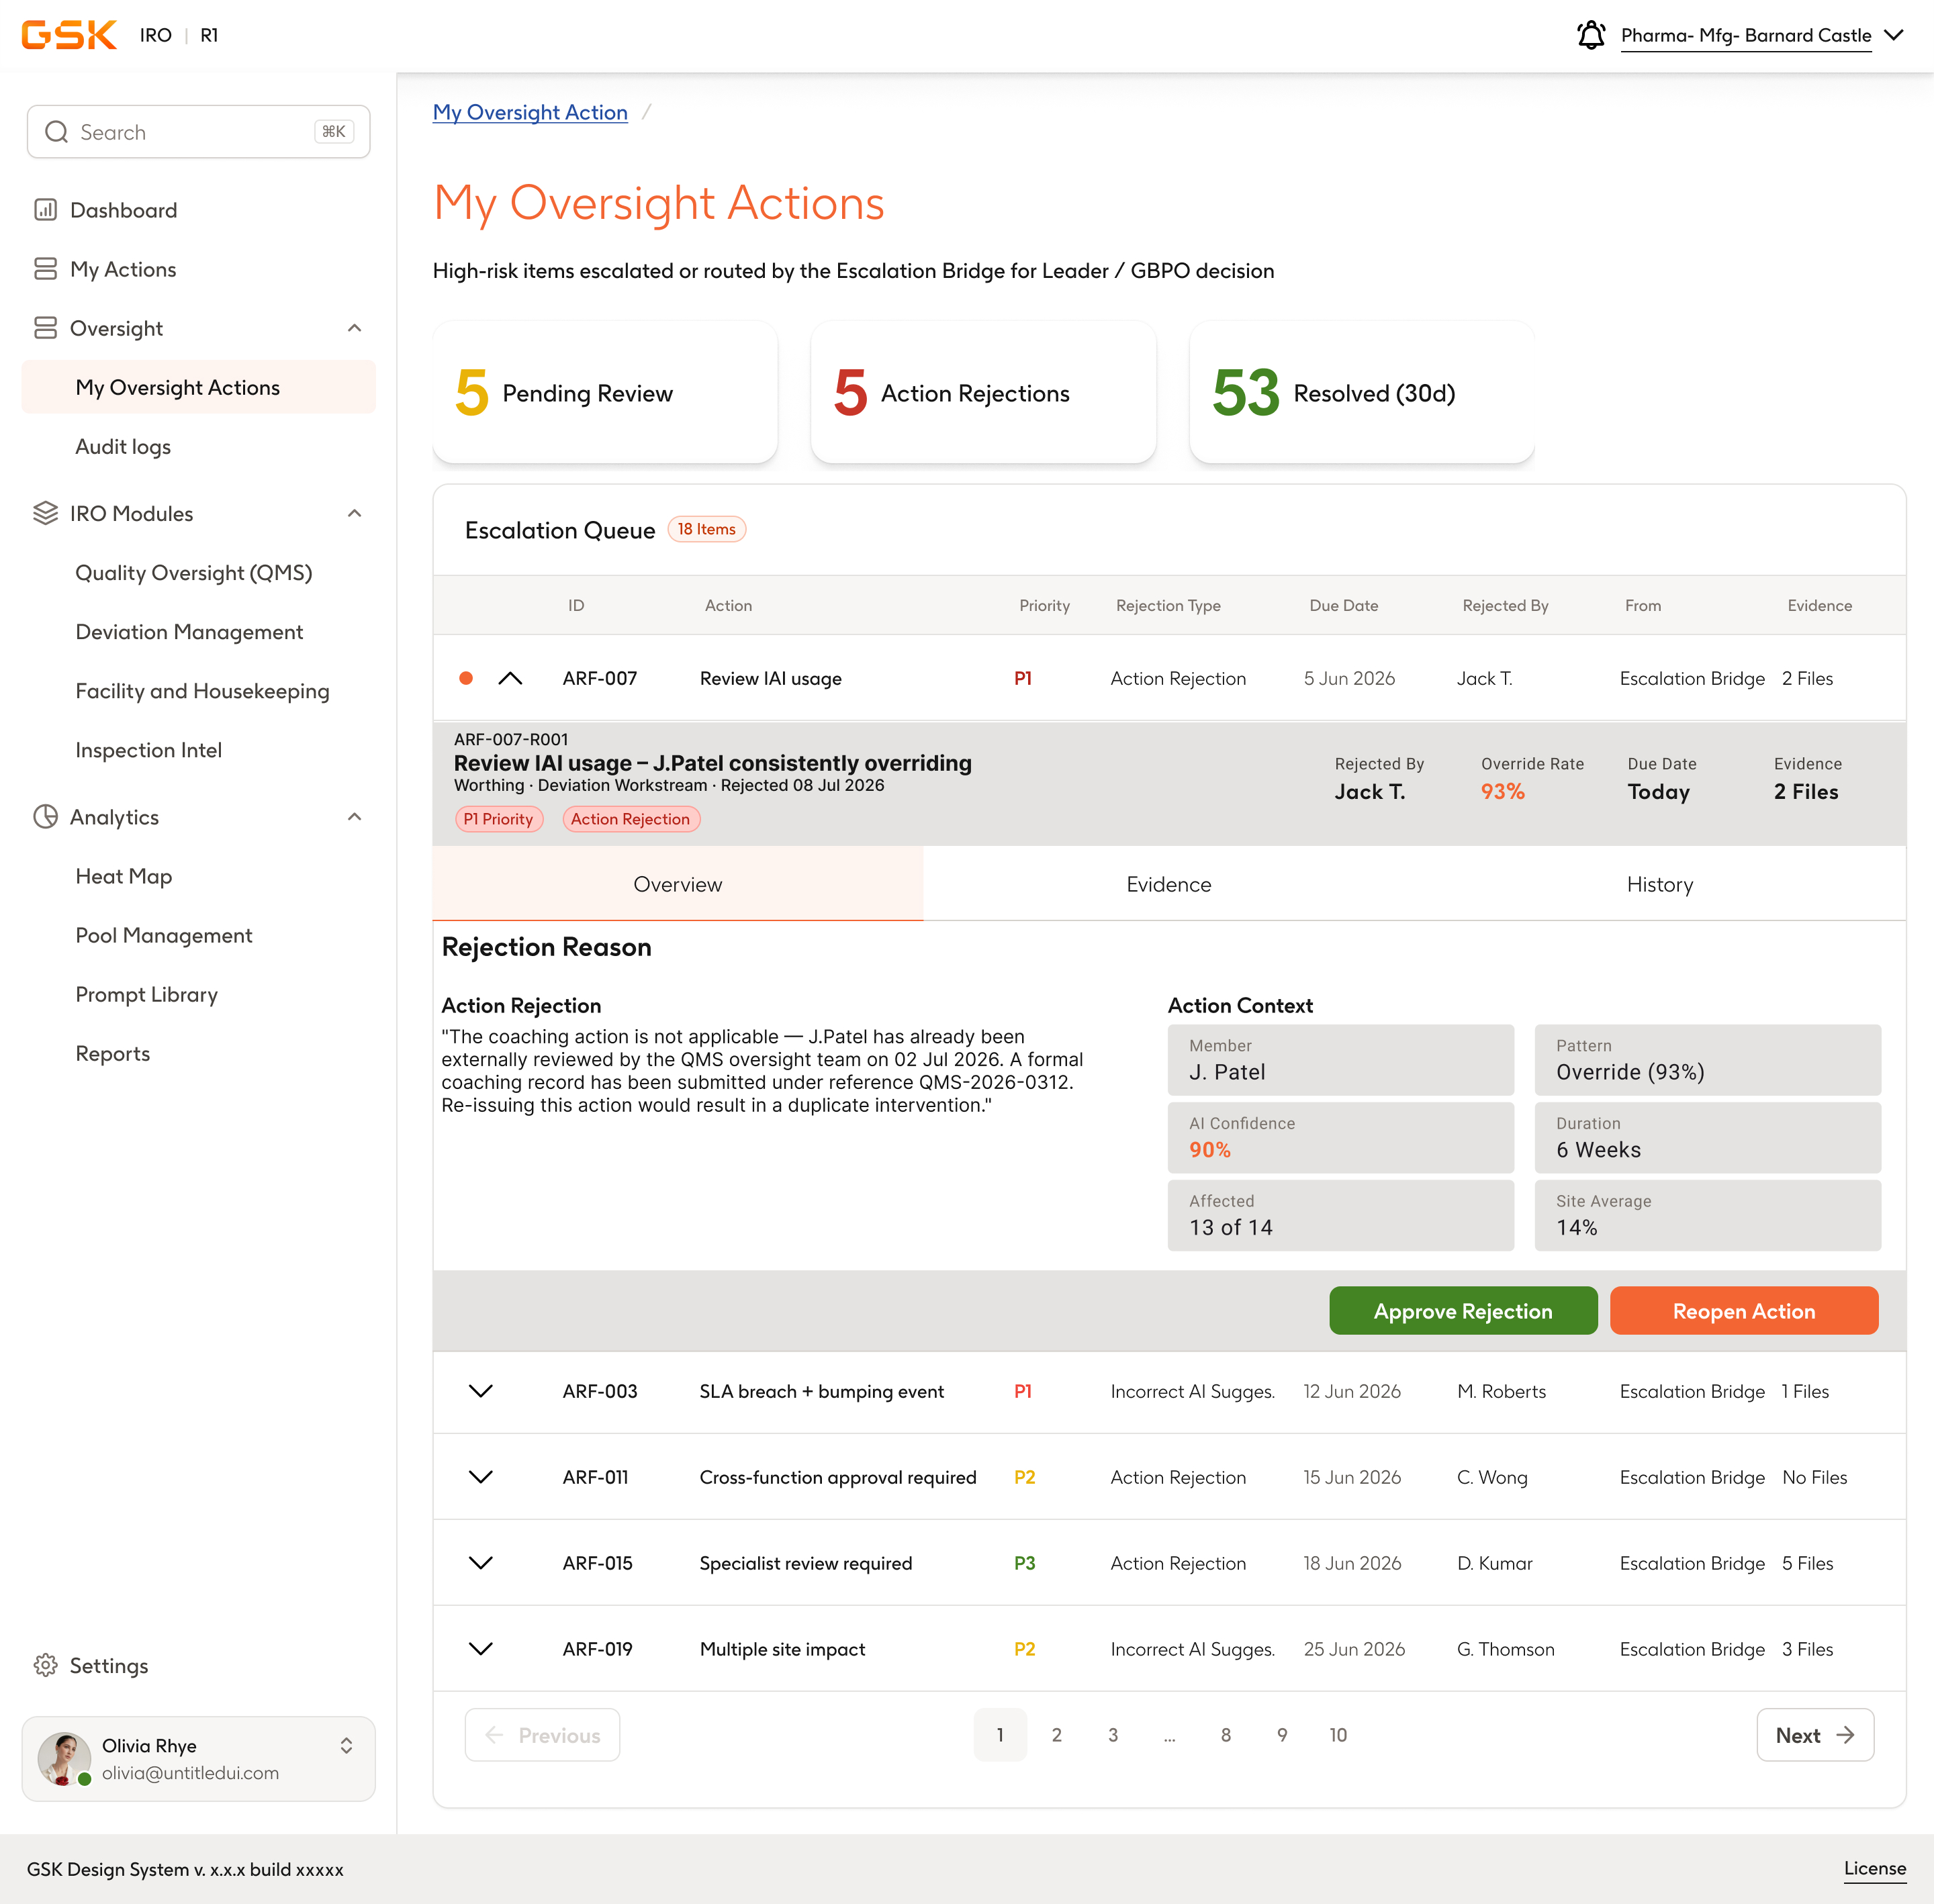 GSK IRO | R1
Pharma- Mfg- Barnard Castle
Search ⌘K
Dashboard
My Actions
Oversight
My Oversight Actions
Audit logs
IRO Modules
Quality Oversight (QMS)
Deviation Management
Facility and Housekeeping
Inspection Intel
Analytics
Heat Map
Pool Management
Prompt Library
Reports
Settings
Olivia Rhye
olivia@untitledui.com
My Oversight Action /
My Oversight Actions
High-risk items escalated or routed by the Escalation Bridge for Leader / GBPO decision
5 Pending Review
5 Action Rejections
53 Resolved (30d)
Escalation Queue 18 Items
ID Action Priority Rejection Type Due Date Rejected By From Evidence
ARF-007 Review IAI usage P1 Action Rejection 5 Jun 2026 Jack T. Escalation Bridge 2 Files
ARF-007-R001
Review IAI usage – J.Patel consistently overriding
Worthing · Deviation Workstream · Rejected 08 Jul 2026
P1 Priority Action Rejection
Rejected By Override Rate Due Date Evidence
Jack T. 93% Today 2 Files
Overview Evidence History
Rejection Reason
Action Rejection
"The coaching action is not applicable — J.Patel has already been
externally reviewed by the QMS oversight team on 02 Jul 2026. A formal
coaching record has been submitted under reference QMS-2026-0312.
Re-issuing this action would result in a duplicate intervention."
Action Context
Member
J. Patel
Pattern
Override (93%)
AI Confidence
90%
Duration
6 Weeks
Affected
13 of 14
Site Average
14%
Approve Rejection Reopen Action
ARF-003 SLA breach + bumping event P1 Incorrect AI Sugges. 12 Jun 2026 M. Roberts Escalation Bridge 1 Files
ARF-011 Cross-function approval required P2 Action Rejection 15 Jun 2026 C. Wong Escalation Bridge No Files
ARF-015 Specialist review required P3 Action Rejection 18 Jun 2026 D. Kumar Escalation Bridge 5 Files
ARF-019 Multiple site impact P2 Incorrect AI Sugges. 25 Jun 2026 G. Thomson Escalation Bridge 3 Files
Previous 1 2 3 ... 8 9 10 Next
GSK Design System v. x.x.x build xxxxx
License